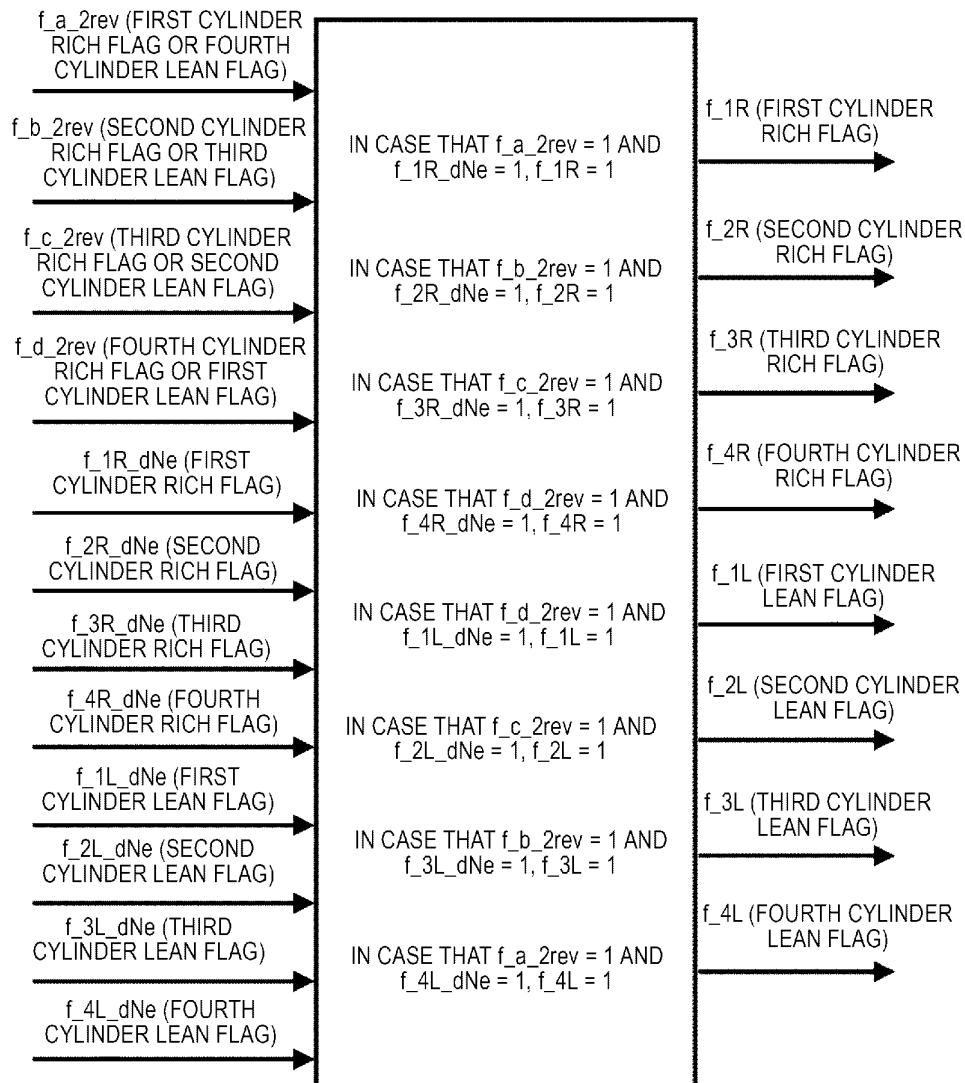 f_a_2rev (FIRST CYLINDER
RICH FLAG OR FOURTH
CYLINDER LEAN FLAG)
f_b_2rev (SECOND CYLINDER
RICH FLAG OR THIRD
CYLINDER LEAN FLAG)
f_c_2rev (THIRD CYLINDER
RICH FLAG OR SECOND
CYLINDER LEAN FLAG)
f_d_2rev (FOURTH CYLINDER
RICH FLAG OR FIRST
CYLINDER LEAN FLAG)
f_1R_dNe (FIRST
CYLINDER RICH FLAG)
f_2R_dNe (SECOND
CYLINDER RICH FLAG)
f_3R_dNe (THIRD
CYLINDER RICH FLAG)
f_4R_dNe (FOURTH
CYLINDER RICH FLAG)
f_1L_dNe (FIRST
CYLINDER LEAN FLAG)
f_2L_dNe (SECOND
CYLINDER LEAN FLAG)
f_3L_dNe (THIRD
CYLINDER LEAN FLAG)
f_4L_dNe (FOURTH
CYLINDER LEAN FLAG)
IN CASE THAT f_a_2rev = 1 AND
f_1R_dNe = 1, f_1R = 1
IN CASE THAT f_b_2rev = 1 AND
f_2R_dNe = 1, f_2R = 1
IN CASE THAT f_c_2rev = 1 AND
f_3R_dNe = 1, f_3R = 1
IN CASE THAT f_d_2rev = 1 AND
f_4R_dNe = 1, f_4R = 1
IN CASE THAT f_d_2rev = 1 AND
f_1L_dNe = 1, f_1L = 1
IN CASE THAT f_c_2rev = 1 AND
f_2L_dNe = 1, f_2L = 1
IN CASE THAT f_b_2rev = 1 AND
f_3L_dNe = 1, f_3L = 1
IN CASE THAT f_a_2rev = 1 AND
f_4L_dNe = 1, f_4L = 1
f_1R (FIRST CYLINDER
RICH FLAG)
f_2R (SECOND CYLINDER
RICH FLAG)
f_3R (THIRD CYLINDER
RICH FLAG)
f_4R (FOURTH CYLINDER
RICH FLAG)
f_1L (FIRST CYLINDER
LEAN FLAG)
f_2L (SECOND CYLINDER
LEAN FLAG)
f_3L (THIRD CYLINDER
LEAN FLAG)
f_4L (FOURTH CYLINDER
LEAN FLAG)